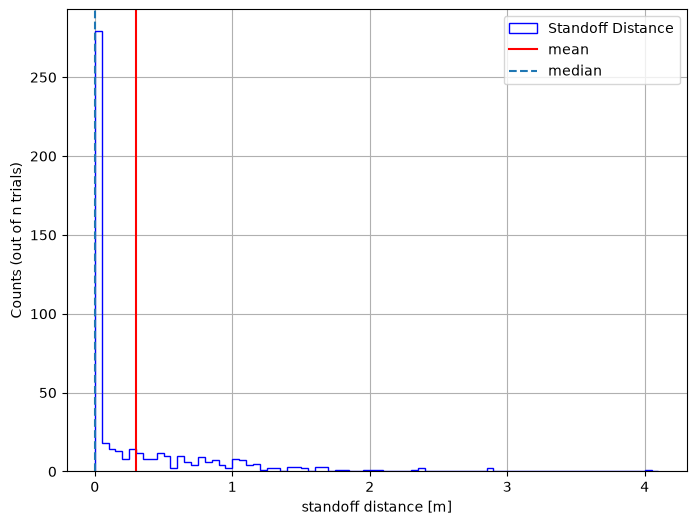 Standoff Distance
mean
median
250
200
150
100
50
0
Counts (out of n trials)
0 1 2 3 4
standoff distance [m]